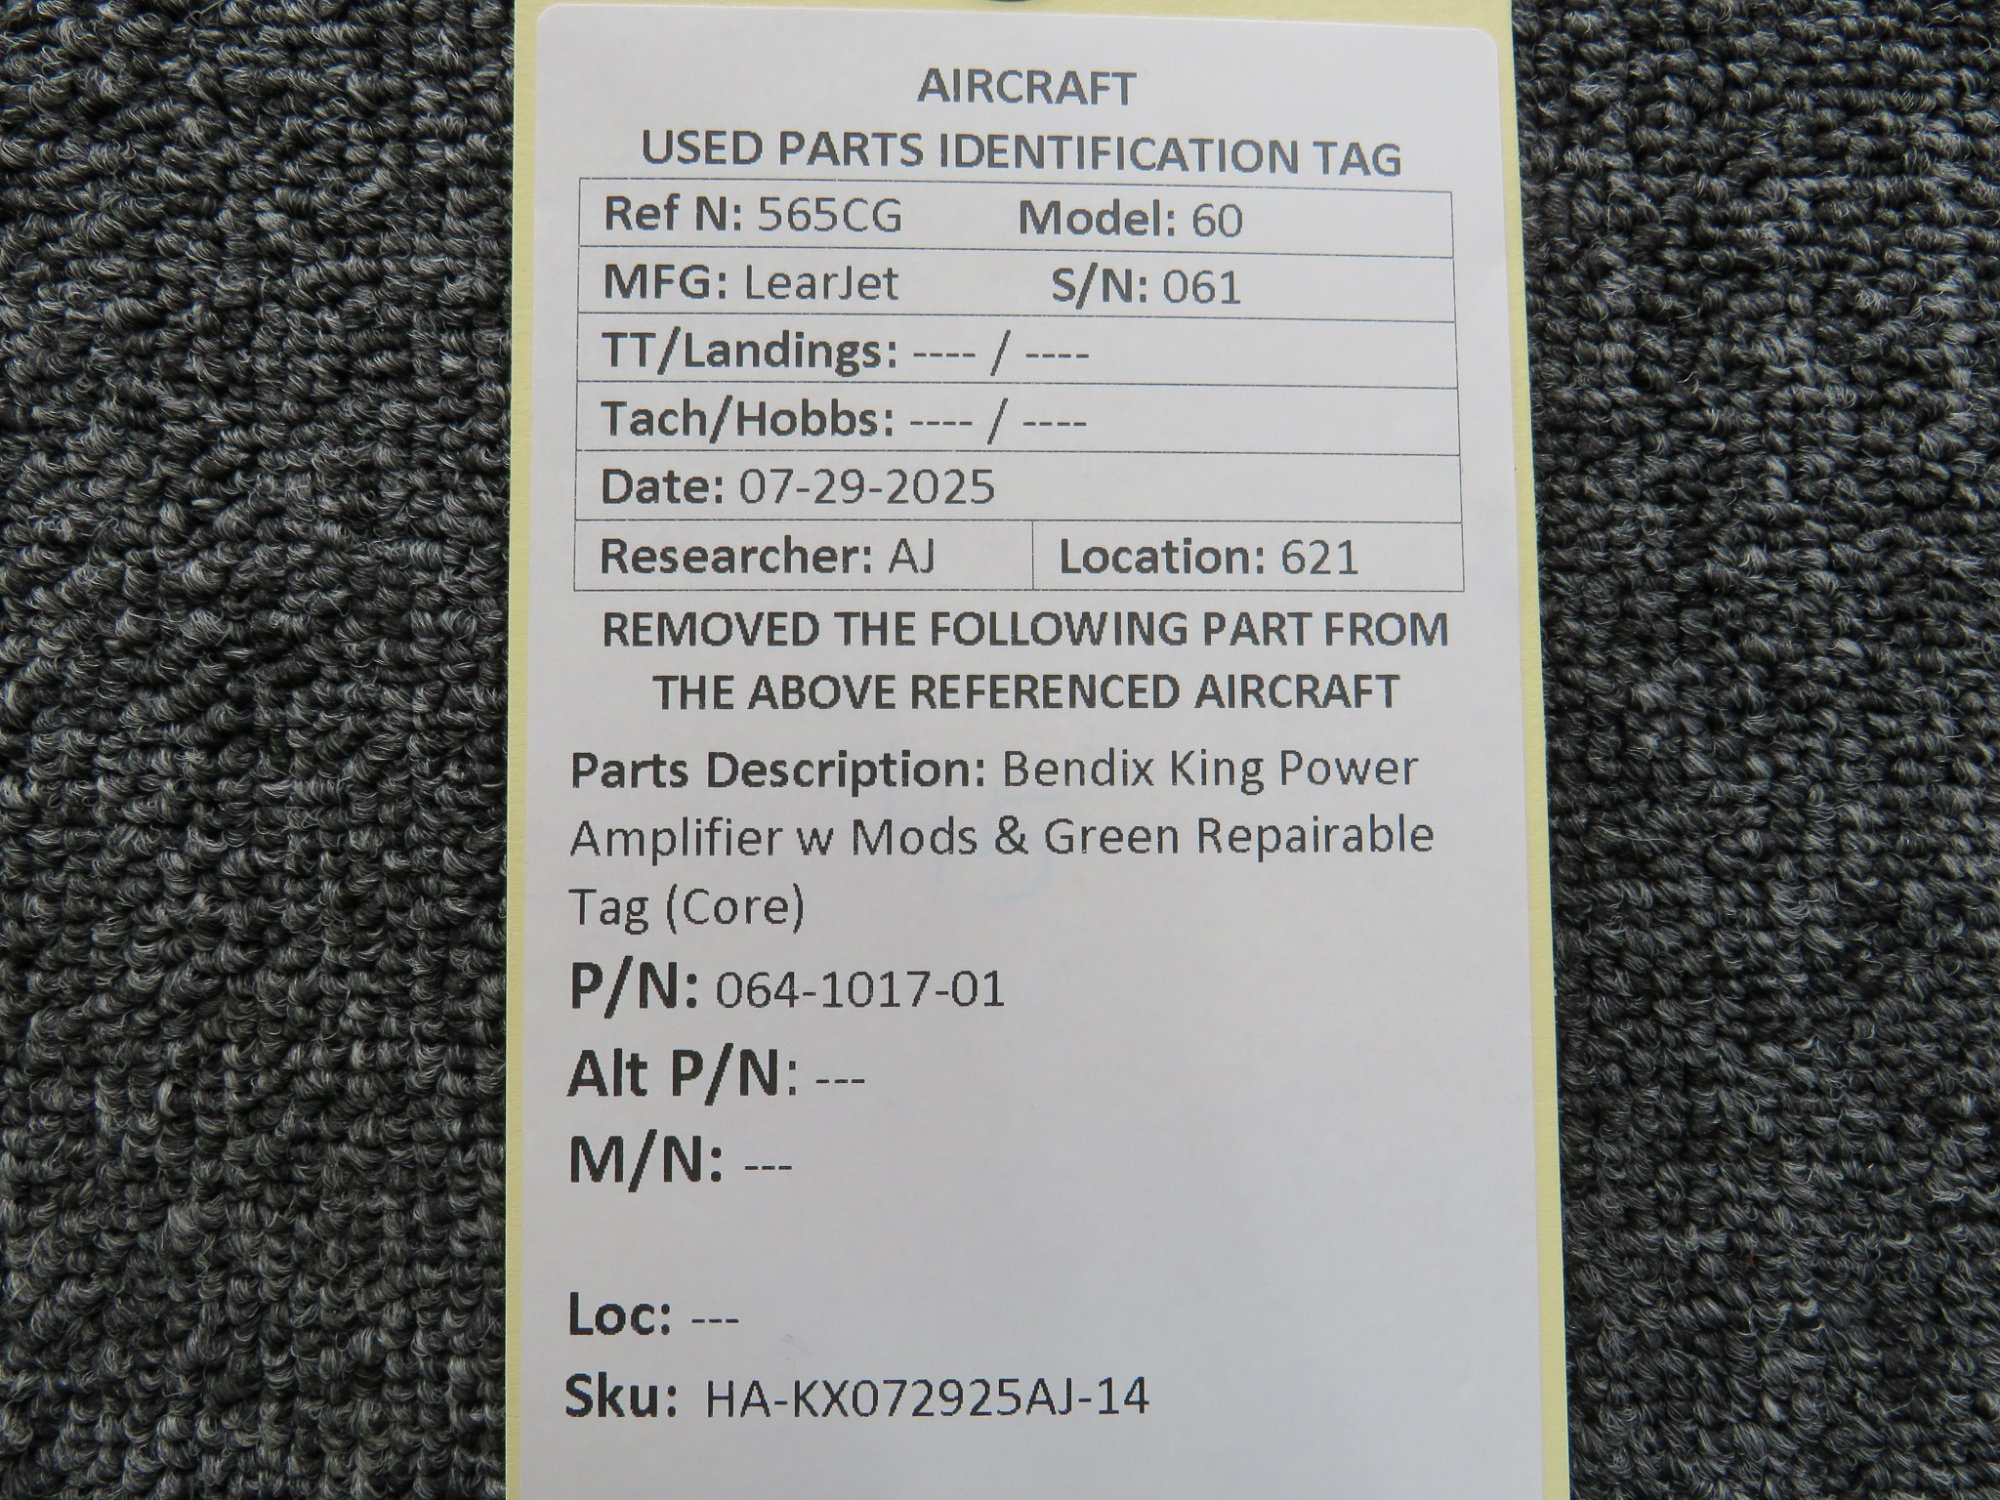 AIRCRAFT
USED PARTS IDENTIFICATION TAG
Ref N: 565CG Model: 60
MFG: LearJet S/N: 061
TT/Landings: ---- / ----
Tach/Hobbs: ---- / ----
Date: 07-29-2025
Researcher: AJ Location: 621
REMOVED THE FOLLOWING PART FROM
THE ABOVE REFERENCED AIRCRAFT
Parts Description: Bendix King Power
Amplifier w Mods & Green Repairable
Tag (Core)
P/N: 064-1017-01
Alt P/N: ---
M/N: ---
Loc: ---
Sku: HA-KX072925AJ-14